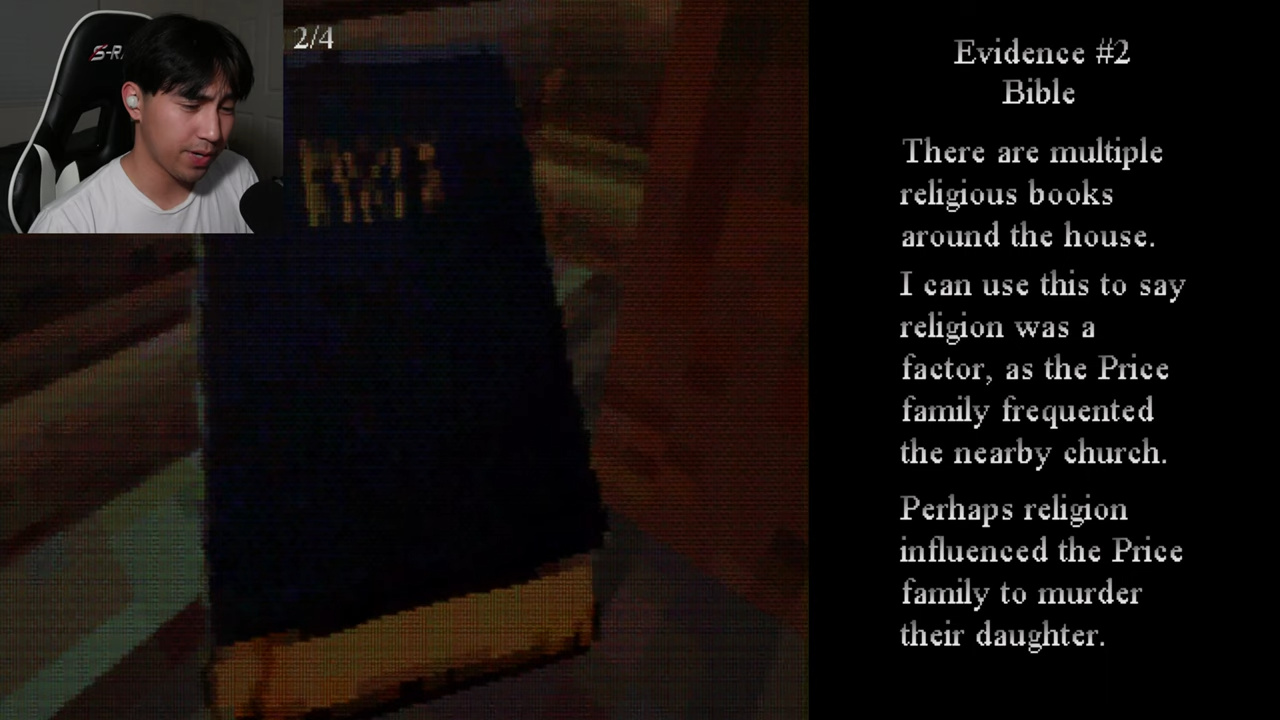 2/4
Evidence #2
Bible
There are multiple
religious books
around the house.
I can use this to say
religion was a
factor, as the Price
family frequented
the nearby church.
Perhaps religion
influenced the Price
family to murder
their daughter.